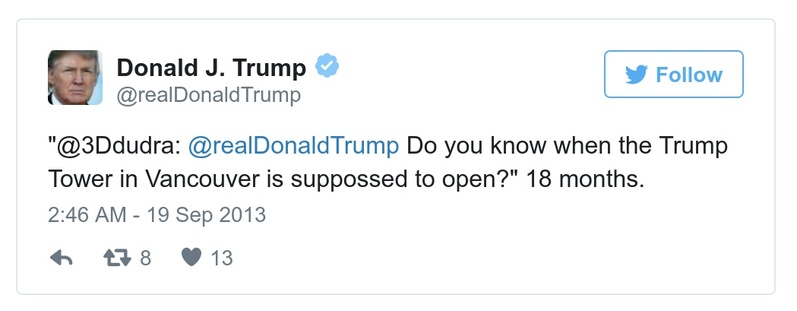 Donald J. Trump
@realDonaldTrump
Follow
"@3Ddudra: @realDonaldTrump Do you know when the Trump
Tower in Vancouver is suppossed to open?" 18 months.
2:46 AM - 19 Sep 2013
8 13